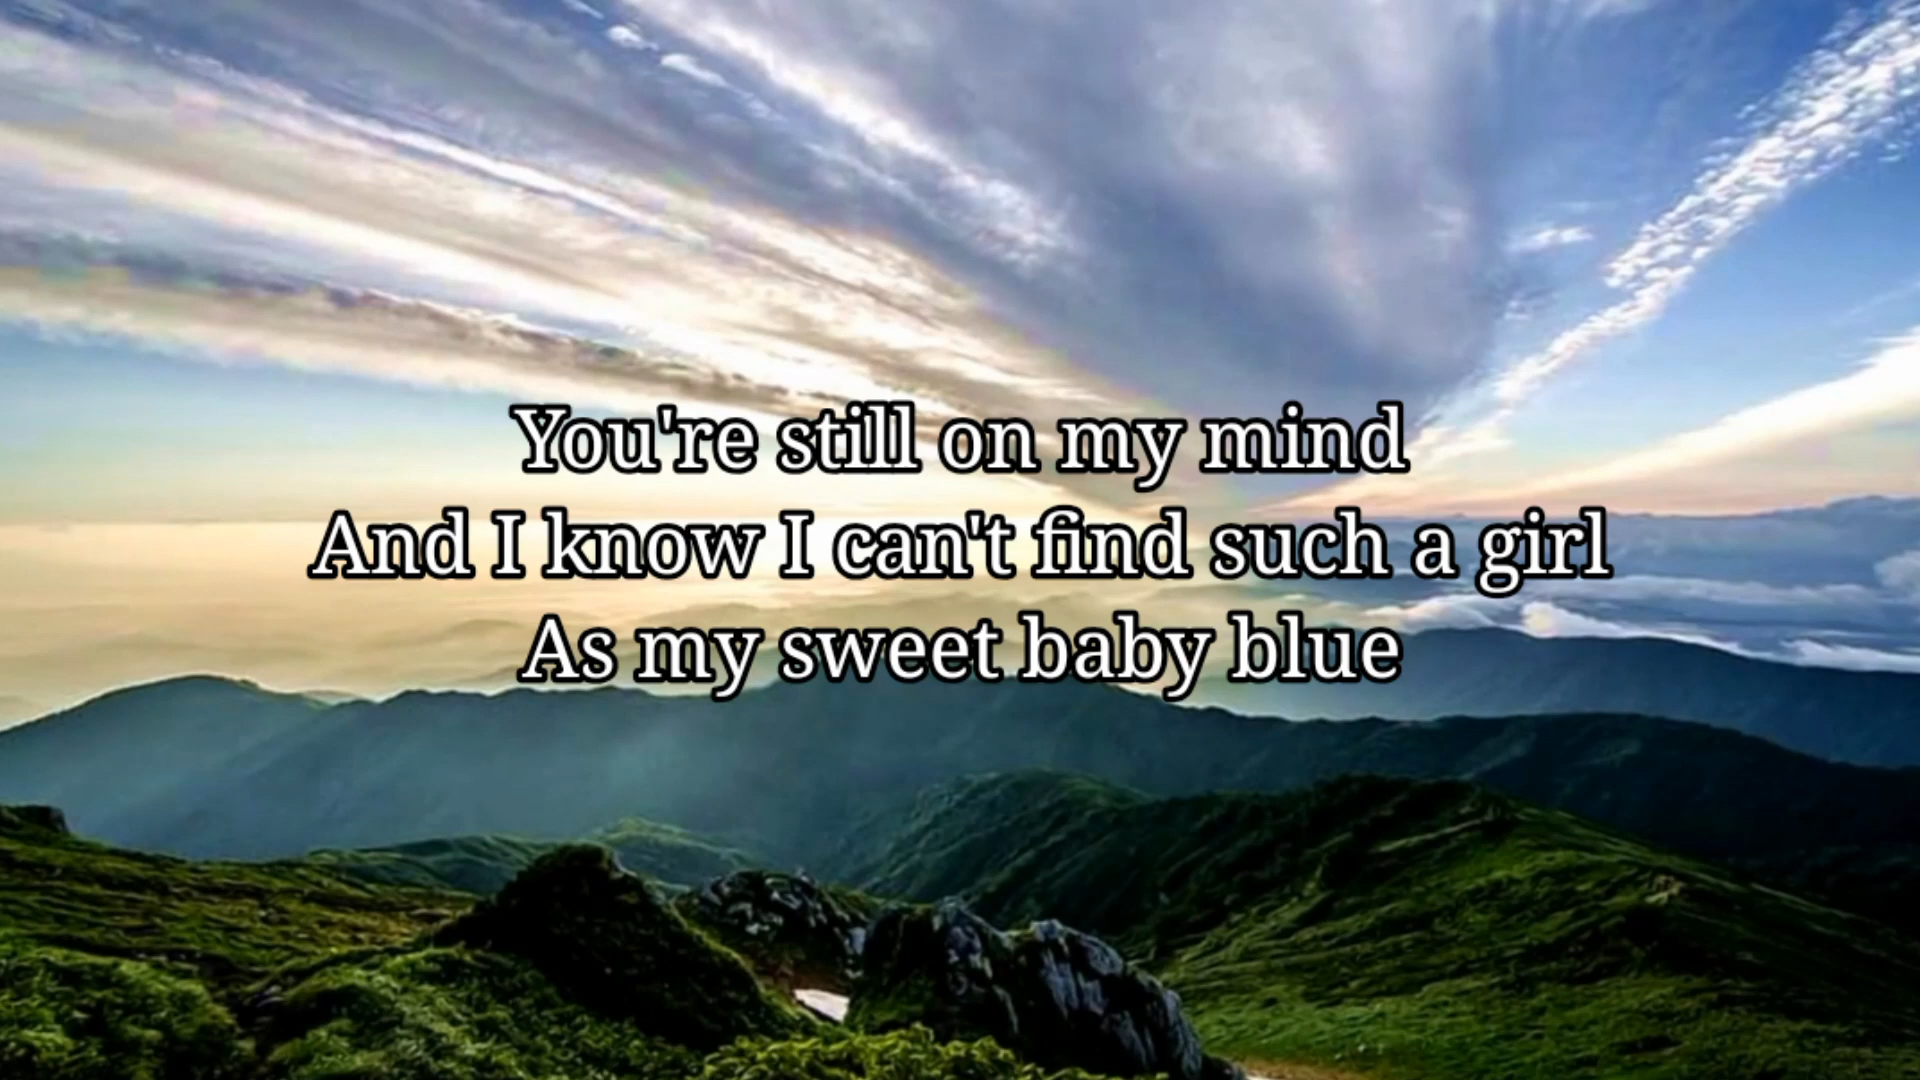 You're still on my mind
And I know I can't find such a girl
As my sweet baby blue